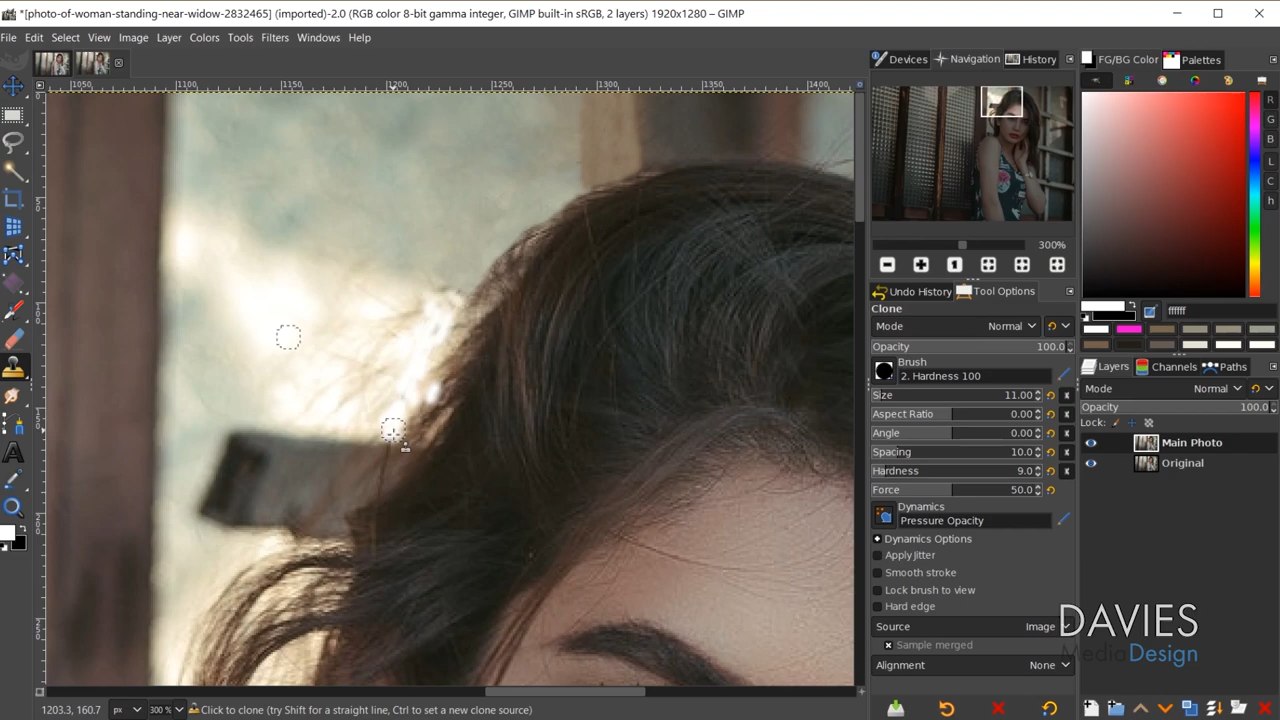 *[photo-of-woman-standing-near-widow-2832465] (imported)-2.0 (RGB color 8-bit gamma integer, GIMP built-in sRGB, 2 layers) 1920x1280 – GIMP
File Edit Select View Image Layer Colors Tools Filters Windows Help
Devices Navigation History FG/BG Color Palettes
1050 1100 1150 1200 1250 1300 1350 1400
R
G
B
L
C
h
300%
Undo History Tool Options
Clone
ffffff
Mode Normal
Opacity 100.0
Brush
2. Hardness 100
Layers Channels Paths
Size 11.00
Mode Normal
Aspect Ratio 0.00
Opacity 100.0
Angle 0.00
Lock:
Spacing 10.0
Main Photo
Hardness 9.0
Original
Force 50.0
Dynamics
Pressure Opacity
Dynamics Options
Apply Jitter
Smooth stroke
Lock brush to view
Hard edge
Source Image
Sample merged
Alignment None
DAVIES
MediaDesign
1203.3, 160.7 px 300 % Click to clone (try Shift for a straight line, Ctrl to set a new clone source)